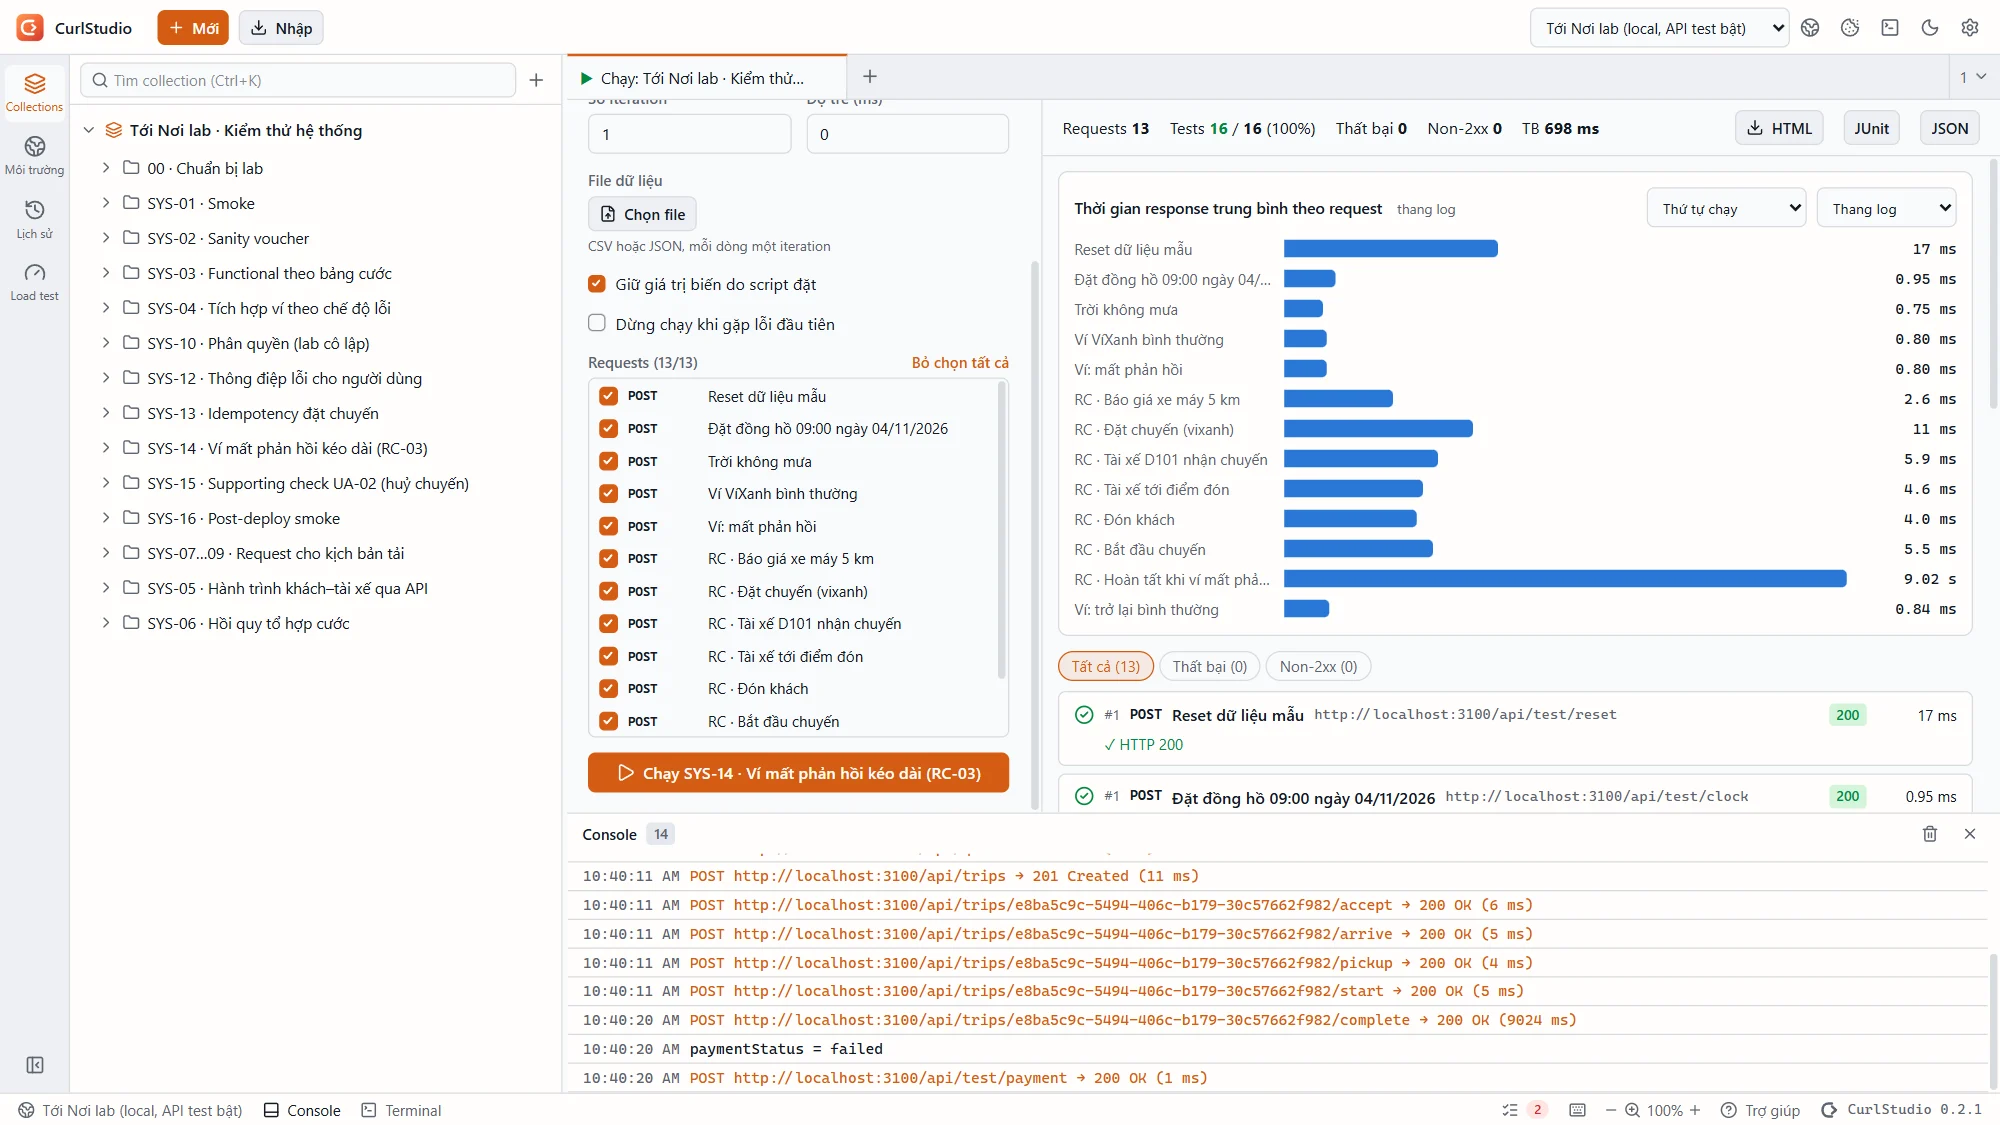 CurlStudio
Mới
Nhập
Tới Nơi lab (local, API test bật)
Collections
Môi trường
Lịch sử
Load test
Tìm collection (Ctrl+K)
Tới Nơi lab · Kiểm thử hệ thống
00 · Chuẩn bị lab
SYS-01 · Smoke
SYS-02 · Sanity voucher
SYS-03 · Functional theo bảng cước
SYS-04 · Tích hợp ví theo chế độ lỗi
SYS-10 · Phân quyền (lab cô lập)
SYS-12 · Thông điệp lỗi cho người dùng
SYS-13 · Idempotency đặt chuyến
SYS-14 · Ví mất phản hồi kéo dài (RC-03)
SYS-15 · Supporting check UA-02 (huỷ chuyến)
SYS-16 · Post-deploy smoke
SYS-07…09 · Request cho kịch bản tải
SYS-05 · Hành trình khách–tài xế qua API
SYS-06 · Hồi quy tổ hợp cước
Chạy: Tới Nơi lab · Kiểm thử...
1
Số iteration
Độ trễ (ms)
1
0
File dữ liệu
Chọn file
CSV hoặc JSON, mỗi dòng một iteration
Giữ giá trị biến do script đặt
Dừng chạy khi gặp lỗi đầu tiên
Requests (13/13)
Bỏ chọn tất cả
POST Reset dữ liệu mẫu
POST Đặt đồng hồ 09:00 ngày 04/11/2026
POST Trời không mưa
POST Ví ViXanh bình thường
POST Ví: mất phản hồi
POST RC · Báo giá xe máy 5 km
POST RC · Đặt chuyến (vixanh)
POST RC · Tài xế D101 nhận chuyến
POST RC · Tài xế tới điểm đón
POST RC · Đón khách
POST RC · Bắt đầu chuyến
Chạy SYS-14 · Ví mất phản hồi kéo dài (RC-03)
Requests 13 Tests 16 / 16 (100%) Thất bại 0 Non-2xx 0 TB 698 ms
HTML
JUnit
JSON
Thời gian response trung bình theo request thang log
Thứ tự chạy
Thang log
Reset dữ liệu mẫu 17 ms
Đặt đồng hồ 09:00 ngày 04/... 0.95 ms
Trời không mưa 0.75 ms
Ví ViXanh bình thường 0.80 ms
Ví: mất phản hồi 0.80 ms
RC · Báo giá xe máy 5 km 2.6 ms
RC · Đặt chuyến (vixanh) 11 ms
RC · Tài xế D101 nhận chuyến 5.9 ms
RC · Tài xế tới điểm đón 4.6 ms
RC · Đón khách 4.0 ms
RC · Bắt đầu chuyến 5.5 ms
RC · Hoàn tất khi ví mất phả... 9.02 s
Ví: trở lại bình thường 0.84 ms
Tất cả (13)
Thất bại (0)
Non-2xx (0)
#1 POST Reset dữ liệu mẫu http://localhost:3100/api/test/reset 200 17 ms
✓ HTTP 200
#1 POST Đặt đồng hồ 09:00 ngày 04/11/2026 http://localhost:3100/api/test/clock 200 0.95 ms
Console 14
10:40:11 AM POST http://localhost:3100/api/trips → 201 Created (11 ms)
10:40:11 AM POST http://localhost:3100/api/trips/e8ba5c9c-5494-406c-b179-30c57662f982/accept → 200 OK (6 ms)
10:40:11 AM POST http://localhost:3100/api/trips/e8ba5c9c-5494-406c-b179-30c57662f982/arrive → 200 OK (5 ms)
10:40:11 AM POST http://localhost:3100/api/trips/e8ba5c9c-5494-406c-b179-30c57662f982/pickup → 200 OK (4 ms)
10:40:11 AM POST http://localhost:3100/api/trips/e8ba5c9c-5494-406c-b179-30c57662f982/start → 200 OK (5 ms)
10:40:20 AM POST http://localhost:3100/api/trips/e8ba5c9c-5494-406c-b179-30c57662f982/complete → 200 OK (9024 ms)
10:40:20 AM paymentStatus = failed
10:40:20 AM POST http://localhost:3100/api/test/payment → 200 OK (1 ms)
Tới Nơi lab (local, API test bật)
Console
Terminal
2
100%
Trợ giúp
CurlStudio 0.2.1